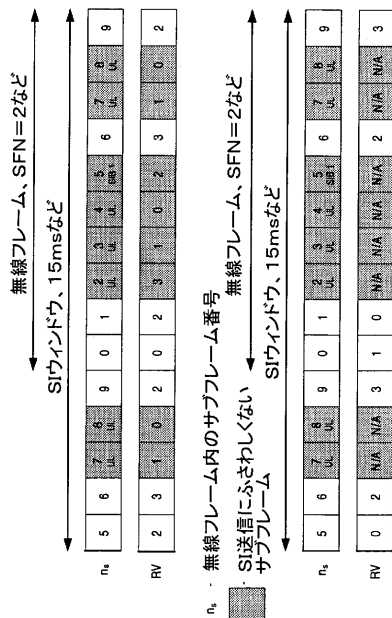 無線フレーム、SFN=2など
SIウィンドウ、15msなど
ns 5 6 7 UL 8 UL 9 0 1 2 UL 3 UL 4 UL 5 SIB1 6 7 UL 8 UL 9
RV 2 3 1 0 2 0 2 3 1 0 2 3 1 0 2
ns - 無線フレーム内のサブフレーム番号
- SI送信にふさわしくない
サブフレーム
無線フレーム、SFN=2など
SIウィンドウ、15msなど
ns 5 6 7 UL 8 UL 9 0 1 2 UL 3 UL 4 UL 5 SIB1 6 7 UL 8 UL 9
RV 0 2 N/A N/A 3 1 0 N/A N/A N/A N/A 2 N/A N/A 3